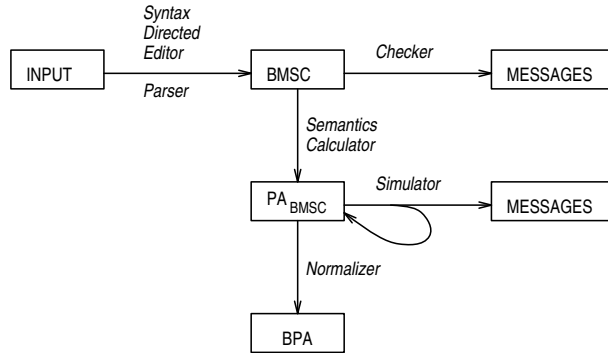 Syntax
Directed
Editor
INPUT
Parser
BMSC
Checker
MESSAGES
Semantics
Calculator
PA BMSC
Simulator
MESSAGES
Normalizer
BPA